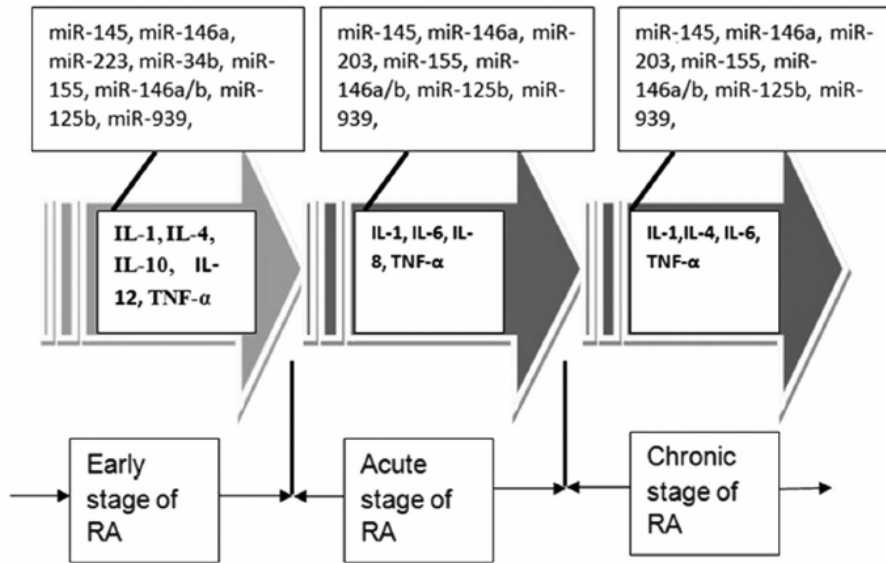 miR-145, miR-146a,
miR-223, miR-34b, miR-
155, miR-146a/b, miR-
125b, miR-939,
miR-145, miR-146a, miR-
203, miR-155, miR-
146a/b, miR-125b, miR-
939,
miR-145, miR-146a, miR-
203, miR-155, miR-
146a/b, miR-125b, miR-
939,
IL-1, IL-4,
IL-10, IL-
12, TNF-α
IL-1, IL-6, IL-
8, TNF-α
IL-1,IL-4, IL-6,
TNF-α
Early
stage of
RA
Acute
stage of
RA
Chronic
stage of
RA